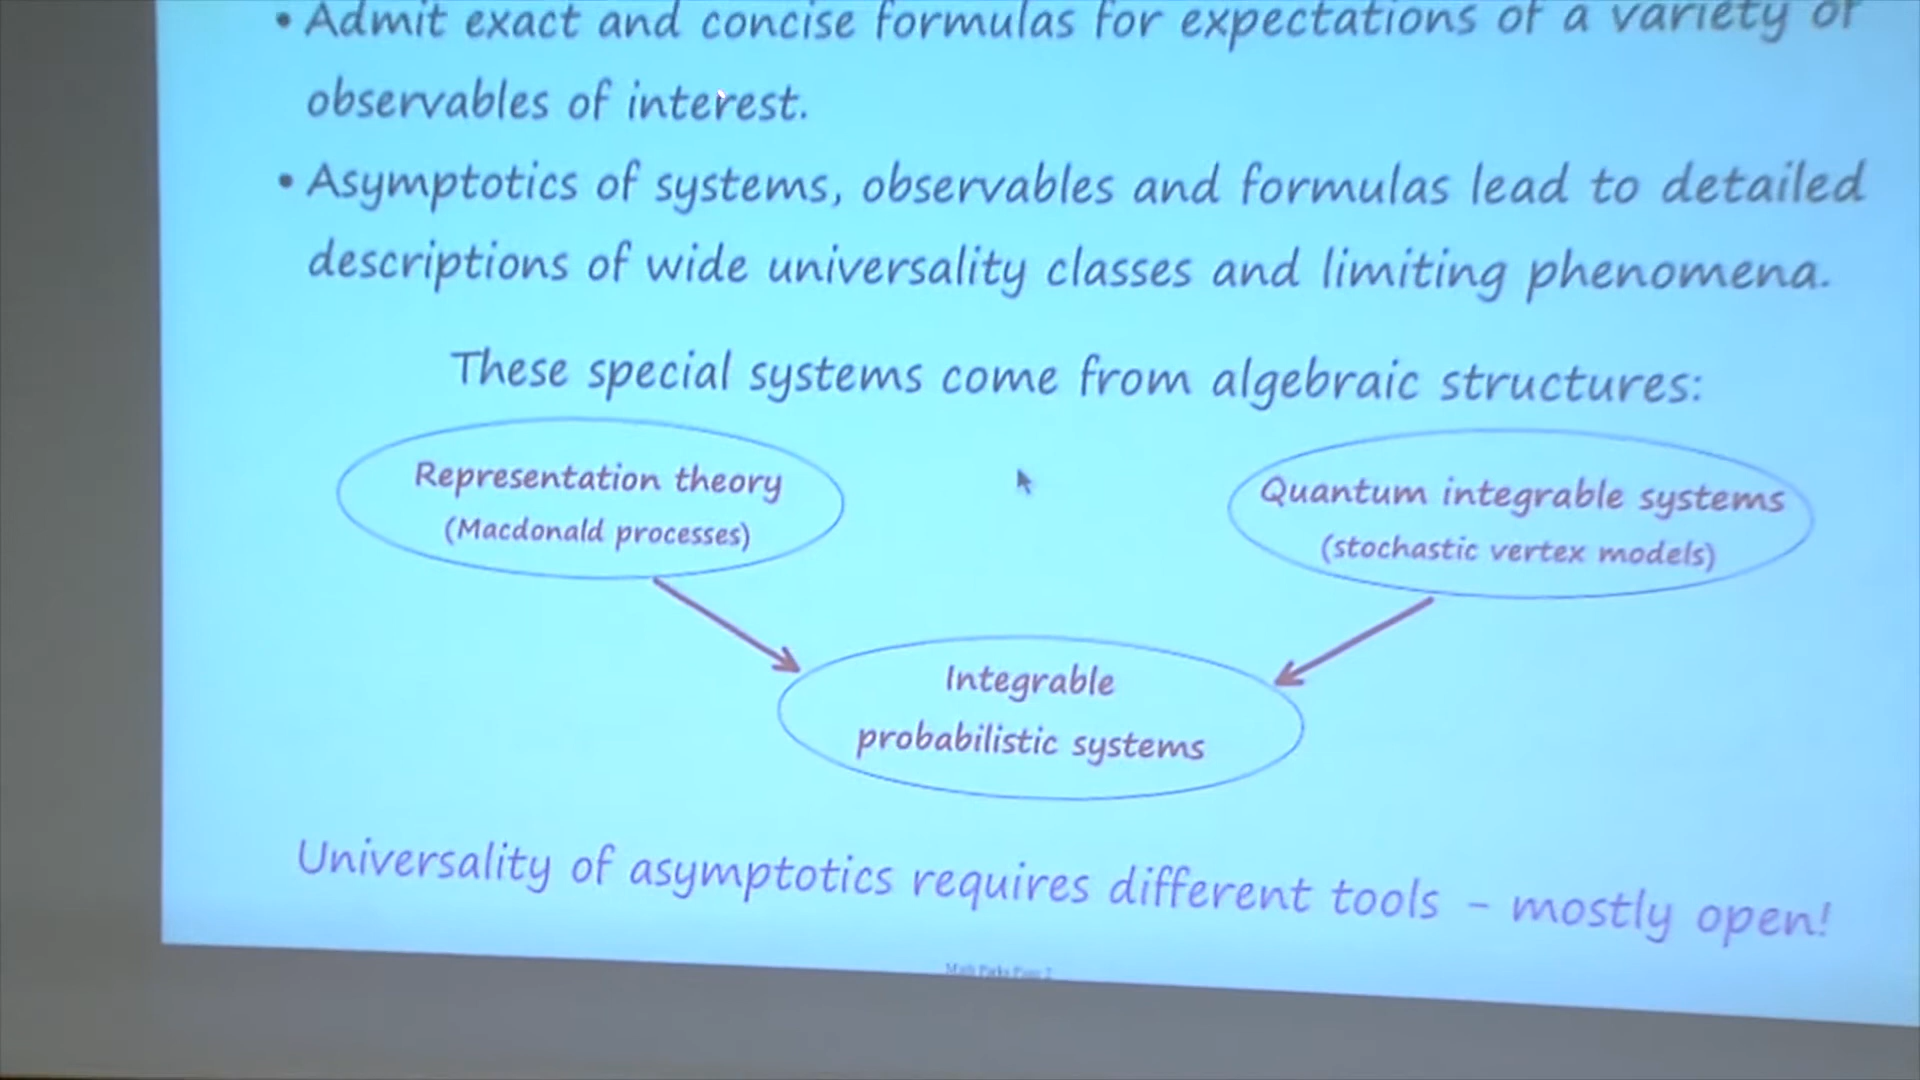 • Admit exact and concise formulas for expectations of a variety of
observables of interest.
• Asymptotics of systems, observables and formulas lead to detailed
descriptions of wide universality classes and limiting phenomena.
These special systems come from algebraic structures:
Representation theory
(Macdonald processes)
Quantum integrable systems
(stochastic vertex models)
Integrable
probabilistic systems
Universality of asymptotics requires different tools – mostly open!